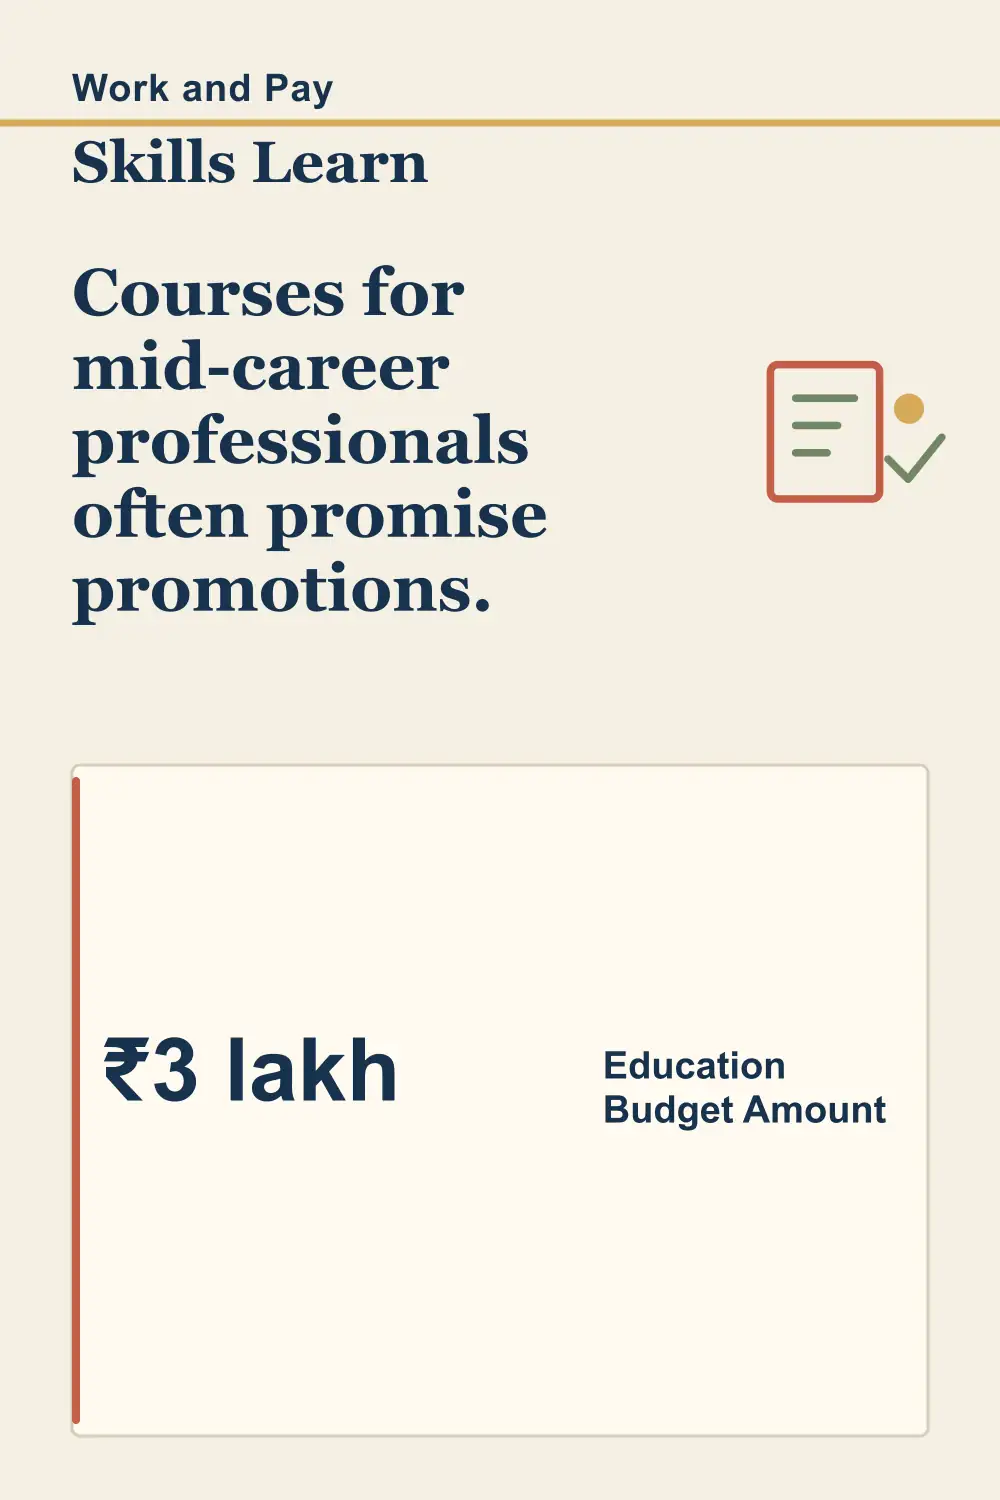 Work and Pay
Skills Learn
Courses for
mid-career
professionals
often promise
promotions.
₹3 lakh
Education
Budget Amount